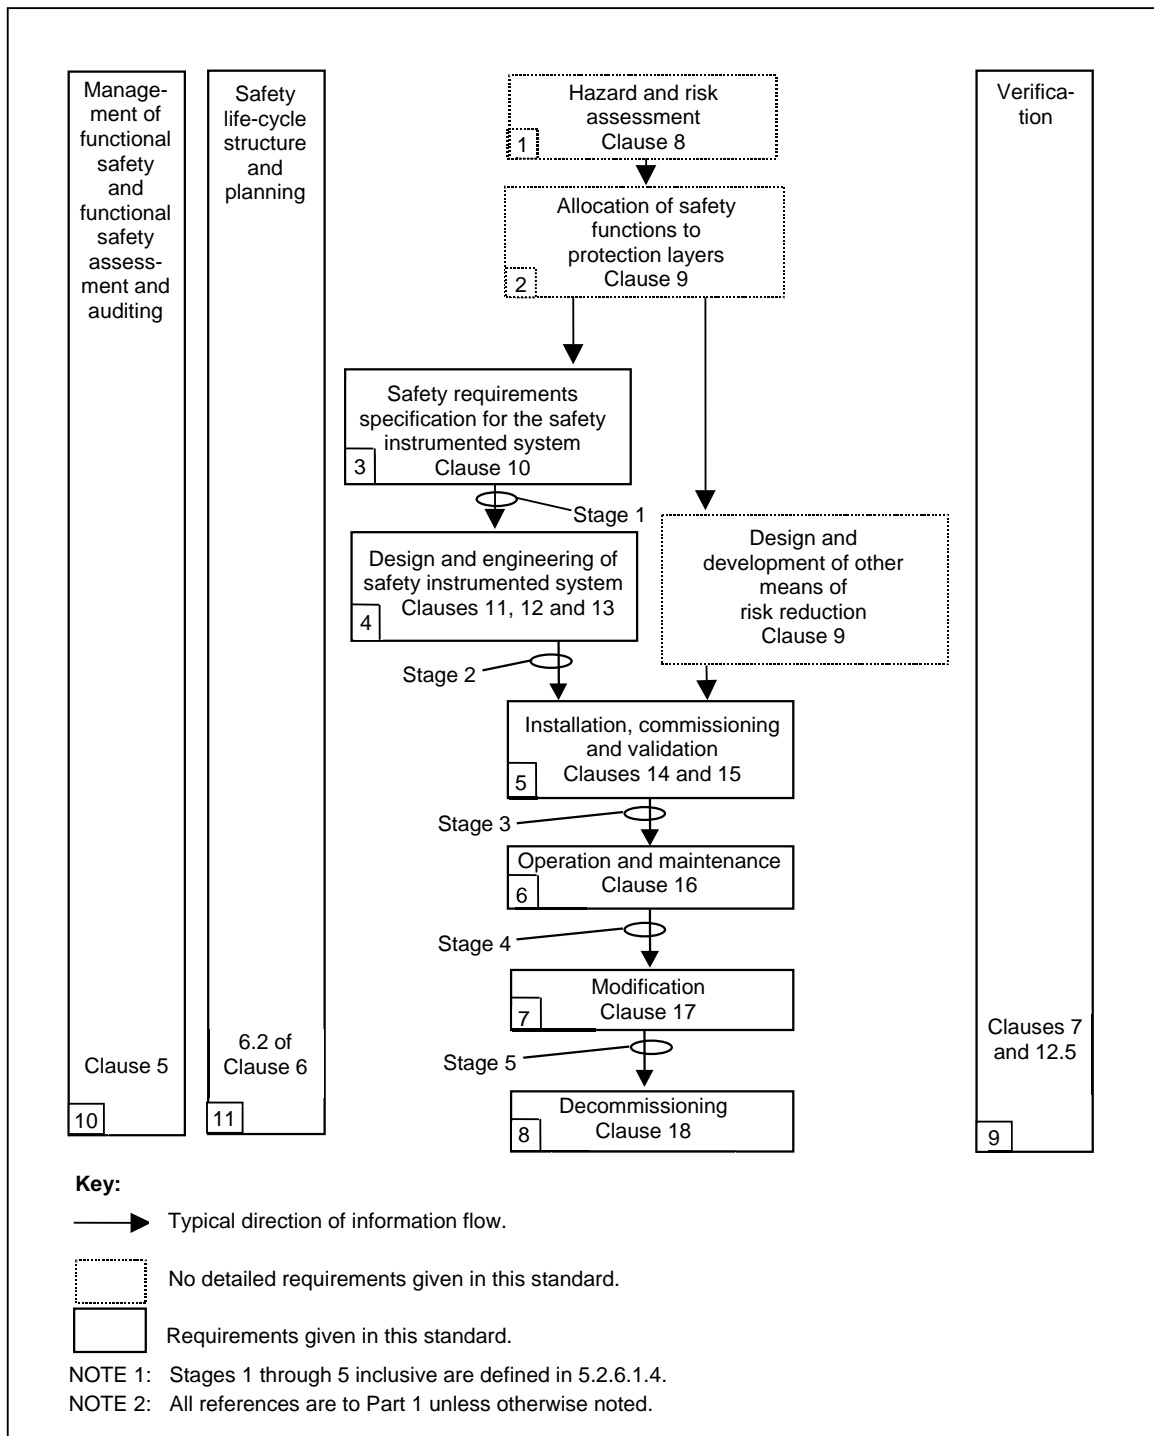 Manage-
ment of
functional
safety
and
functional
safety
assess-
ment and
auditing
Clause 5
10
Safety
life-cycle
structure
and
planning
6.2 of
Clause 6
11
Hazard and risk
assessment
Clause 8
1
Allocation of safety
functions to
protection layers
Clause 9
2
Safety requirements
specification for the safety
instrumented system
Clause 10
3
Stage 1
Design and engineering of
safety instrumented system
Clauses 11, 12 and 13
4
Design and
development of other
means of
risk reduction
Clause 9
Stage 2
Installation, commissioning
and validation
Clauses 14 and 15
5
Stage 3
Operation and maintenance
Clause 16
6
Stage 4
Modification
Clause 17
7
Stage 5
Decommissioning
Clause 18
8
Verifica-
tion
Clauses 7
and 12.5
9
Key:
Typical direction of information flow.
No detailed requirements given in this standard.
Requirements given in this standard.
NOTE 1: Stages 1 through 5 inclusive are defined in 5.2.6.1.4.
NOTE 2: All references are to Part 1 unless otherwise noted.